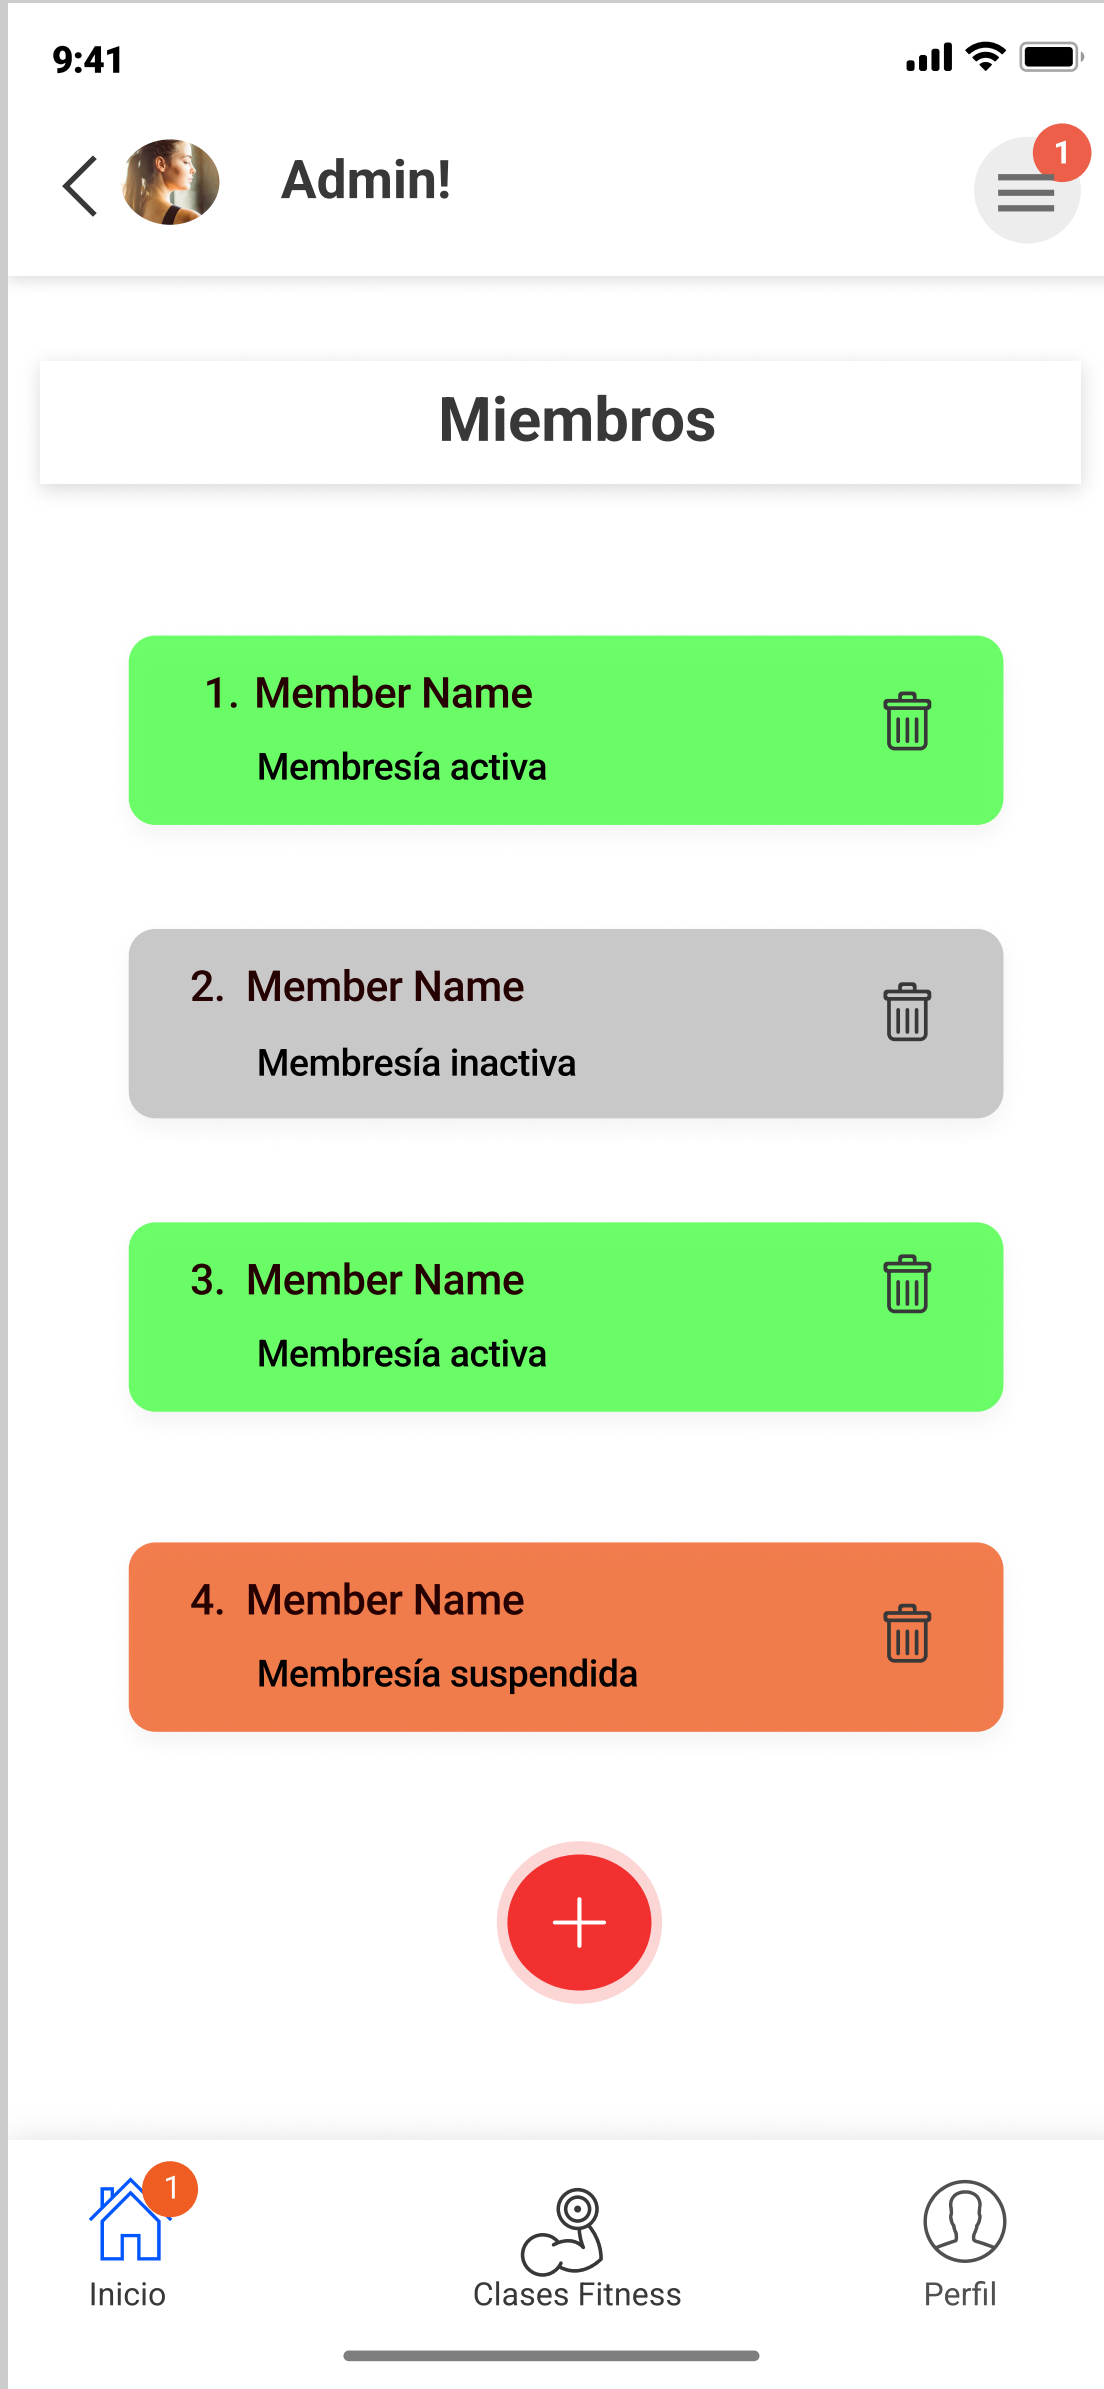 9:41
Admin!
1
Miembros
1. Member Name
Membresía activa
2. Member Name
Membresía inactiva
3. Member Name
Membresía activa
4. Member Name
Membresía suspendida
1
Inicio
Clases Fitness
Perfil